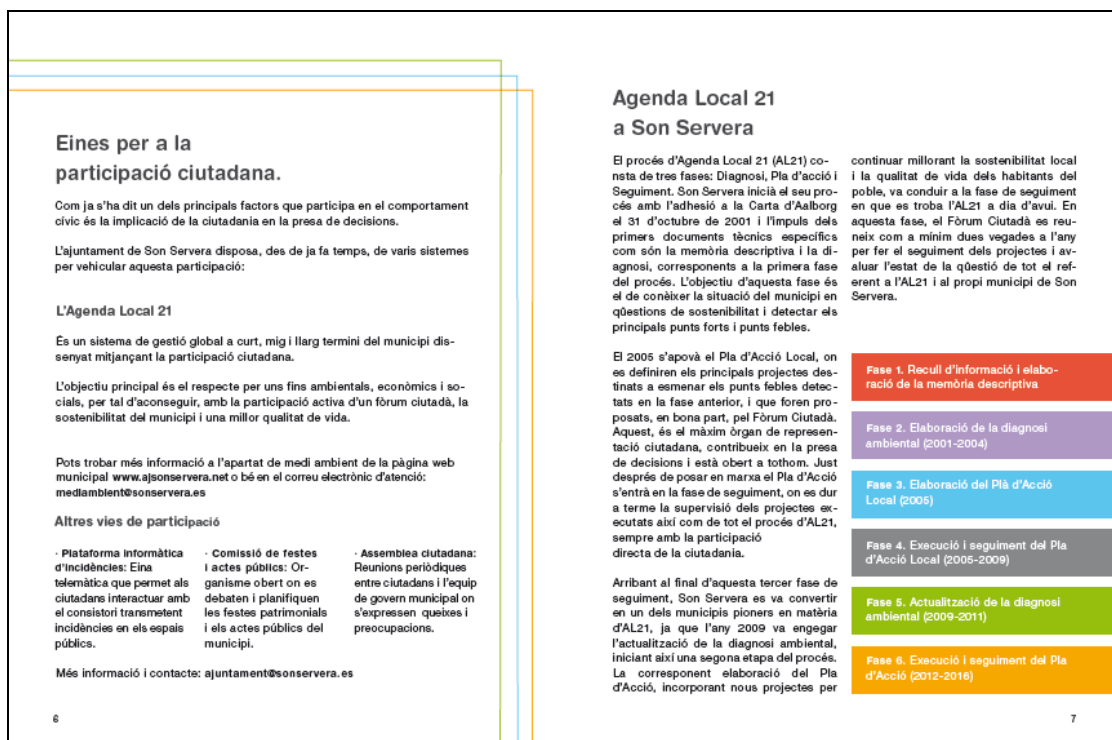 Eines per a la
participació ciutadana.
Com ja s'ha dit un dels principals factors que participa en el comportament
cívic és la implicació de la ciutadania en la presa de decisions.
L'ajuntament de Son Servera disposa, des de ja fa temps, de varis sistemes
per vehicular aquesta participació:
L'Agenda Local 21
És un sistema de gestió global a curt, mig i llarg termini del municipi dis-
senyat mitjançant la participació ciutadana.
L'objectiu principal és el respecte per uns fins ambientals, econòmics i so-
cials, per tal d'aconseguir, amb la participació activa d'un fòrum ciutadà, la
sostenibilitat del municipi i una millor qualitat de vida.
Pots trobar més informació a l'apartat de medi ambient de la pàgina web
municipal www.ajsonservera.net o bé en el correu electrònic d'atenció:
mediambient@sonservera.es
Altres vies de participació
· Plataforma informàtica
d'incidències: Eina
telemàtica que permet als
ciutadans interactuar amb
el consistori transmetent
incidències en els espais
públics.
· Comissió de festes
i actes públics: Or-
ganisme obert on es
debaten i planifiquen
les festes patrimonials
i els actes públics del
municipi.
· Assemblea ciutadana:
Reunions periòdiques
entre ciutadans i l'equip
de govern municipal on
s'expressen queixes i
preocupacions.
Més informació i contacte: ajuntament@sonservera.es
6
Agenda Local 21
a Son Servera
El procés d'Agenda Local 21 (AL21) co-
nsta de tres fases: Diagnosi, Pla d'acció i
Seguiment. Son Servera inicià el seu pro-
cés amb l'adhesió a la Carta d'Aalborg
el 31 d'octubre de 2001 i l'impuls dels
primers documents tècnics específics
com són la memòria descriptiva i la di-
agnosi, corresponents a la primera fase
del procés. L'objectiu d'aquesta fase és
el de conèixer la situació del municipi en
qüestions de sostenibilitat i detectar els
principals punts forts i punts febles.
El 2005 s'apovà el Pla d'Acció Local, on
es definiren els principals projectes des-
tinats a esmenar els punts febles detec-
tats en la fase anterior, i que foren pro-
posats, en bona part, pel Fòrum Ciutadà.
Aquest, és el màxim òrgan de represen-
tació ciutadana, contribueix en la presa
de decisions i està obert a tothom. Just
després de posar en marxa el Pla d'Acció
s'entrà en la fase de seguiment, on es dur
a terme la supervisió dels projectes ex-
ecutats així com de tot el procés d'AL21,
sempre amb la participació
directa de la ciutadania.
Arribant al final d'aquesta tercer fase de
seguiment, Son Servera es va convertir
en un dels municipis pioners en matèria
d'AL21, ja que l'any 2009 va engegar
l'actualització de la diagnosi ambiental,
iniciant així una segona etapa del procés.
La corresponent elaboració del Pla
d'Acció, incorporant nous projectes per
continuar millorant la sostenibilitat local
i la qualitat de vida dels habitants del
poble, va conduir a la fase de seguiment
en que es troba l'AL21 a dia d'avui. En
aquesta fase, el Fòrum Ciutadà es reu-
neix com a mínim dues vegades a l'any
per fer el seguiment dels projectes i av-
aluar l'estat de la qüestió de tot el ref-
erent a l'AL21 i al propi municipi de Son
Servera.
Fase 1. Recull d'informació i elabo-
ració de la memòria descriptiva
Fase 2. Elaboració de la diagnosi
ambiental (2001-2004)
Fase 3. Elaboració del Plà d'Acció
Local (2005)
Fase 4. Execució i seguiment del Pla
d'Acció Local (2005-2009)
Fase 5. Actualització de la diagnosi
ambiental (2009-2011)
Fase 6. Execució i seguiment del Pla
d'Acció (2012-2016)
7